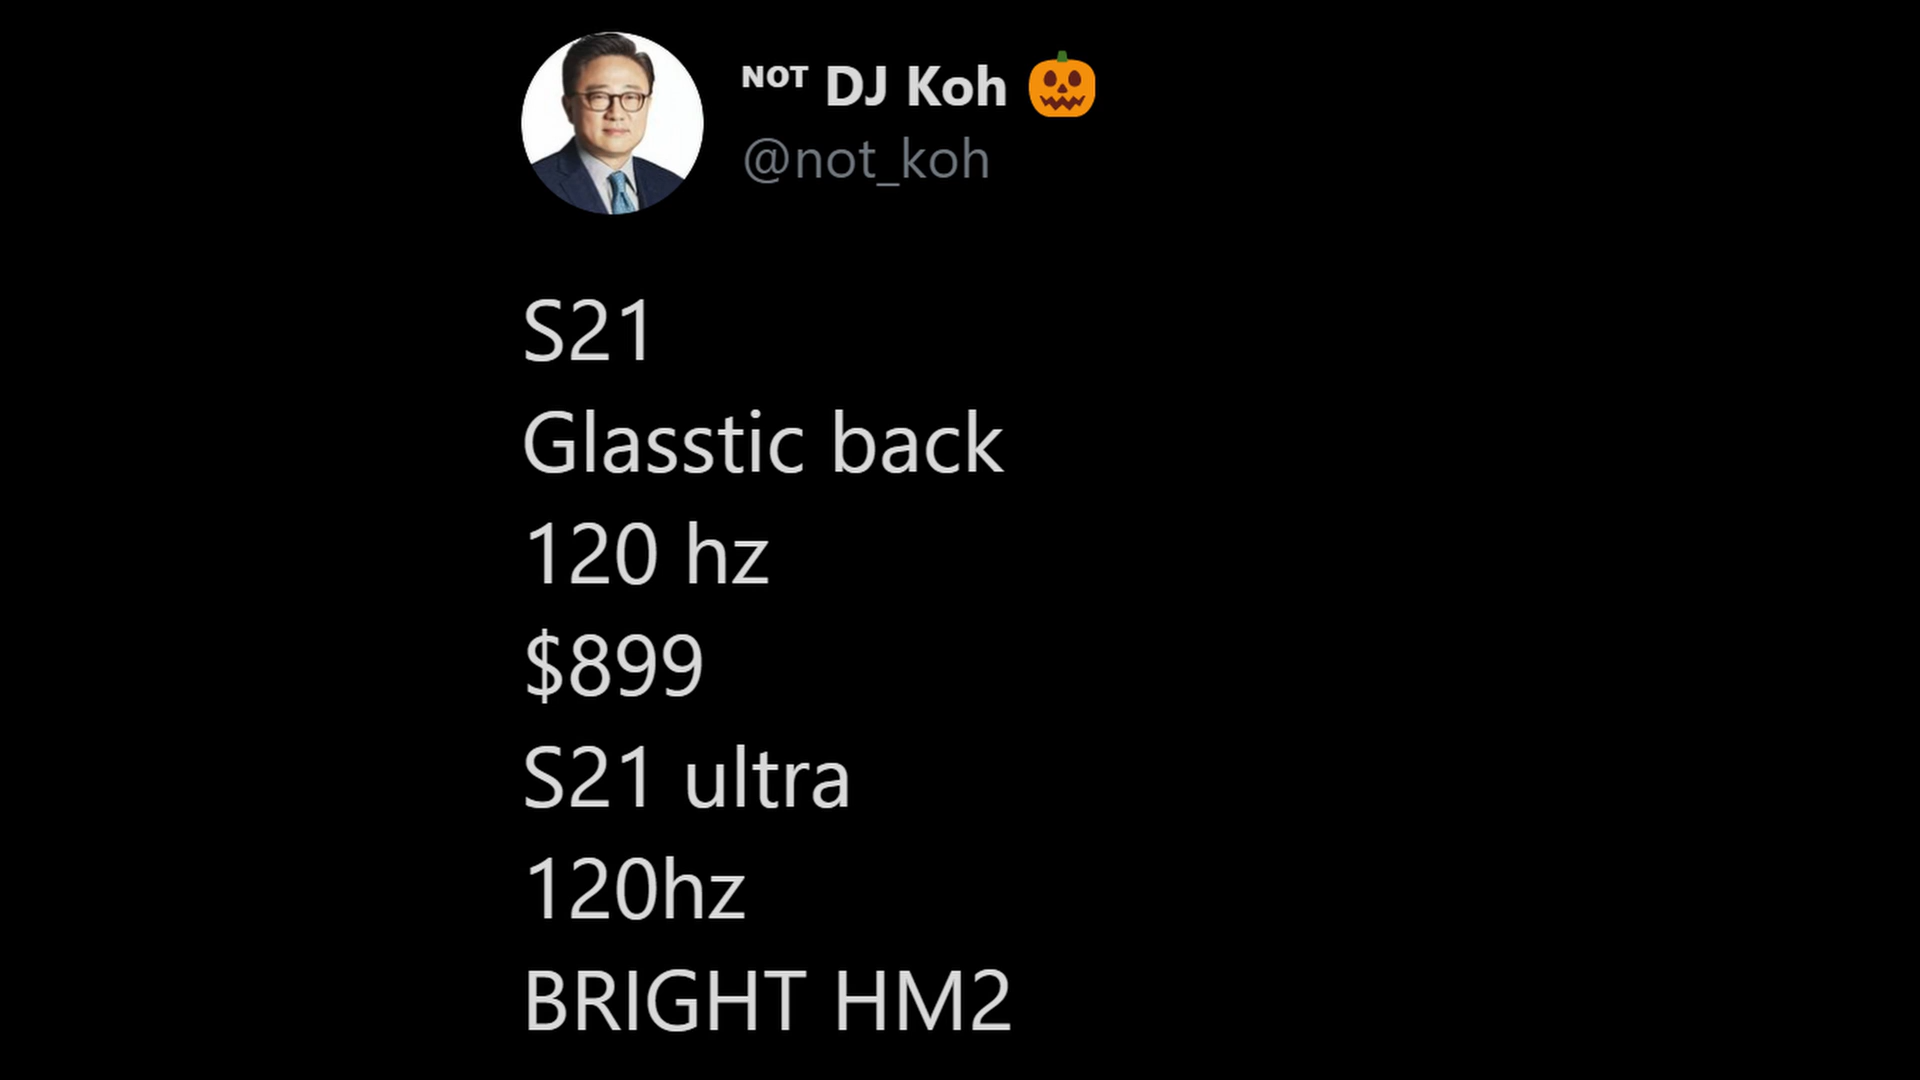 NOT DJ Koh 🎃
@not_koh
S21
Glasstic back
120 hz
$899
S21 ultra
120hz
BRIGHT HM2